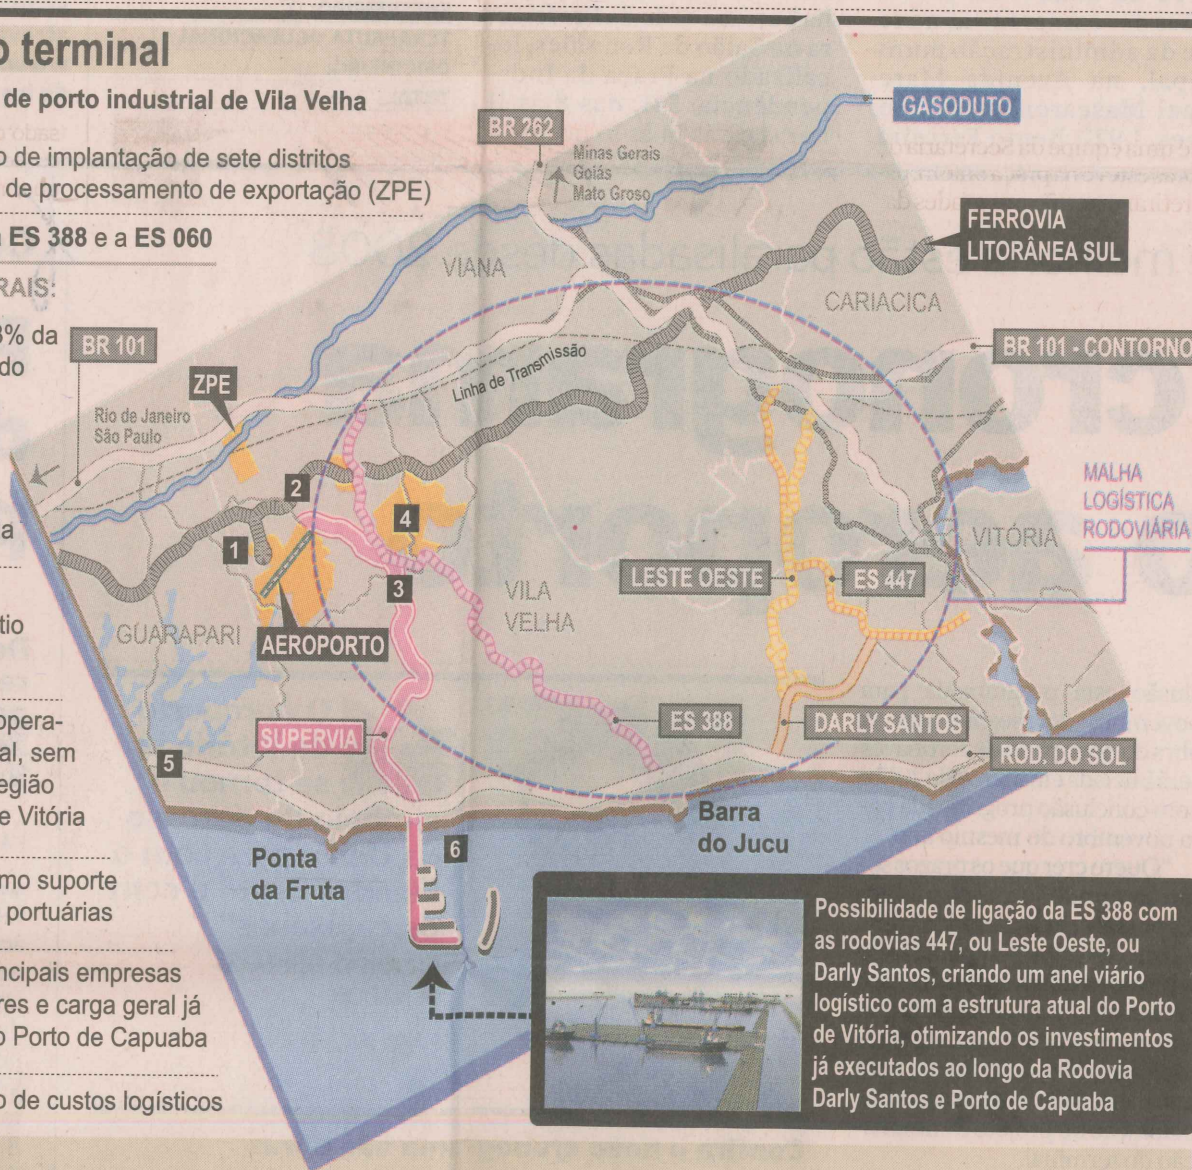 o terminal
de porto industrial de Vila Velha
o de implantação de sete distritos
de processamento de exportação (ZPE)
ES 388 e a ES 060
RAIS:
3% da
do
a
tio
opera-
al, sem
egião
e Vitória
mo suporte
portuárias
ncipais empresas
res e carga geral já
o Porto de Capuaba
o de custos logísticos
BR 262
Minas Gerais
Goiás
Mato Groso
GASODUTO
FERROVIA
LITORÂNEA SUL
VIANA
CARIACICA
BR 101
BR 101 - CONTORNO
ZPE
Linha de Transmissão
Rio de Janeiro
São Paulo
MALHA
LOGÍSTICA
RODOVIÁRIA
2
4
1
3
VITÓRIA
LESTE OESTE
ES 447
VILA
VELHA
GUARAPARI
AEROPORTO
ES 388
DARLY SANTOS
SUPERVIA
ROD. DO SOL
5
Barra
do Jucu
6
Ponta
da Fruta
Possibilidade de ligação da ES 388 com
as rodovias 447, ou Leste Oeste, ou
Darly Santos, criando um anel viário
logístico com a estrutura atual do Porto
de Vitória, otimizando os investimentos
já executados ao longo da Rodovia
Darly Santos e Porto de Capuaba